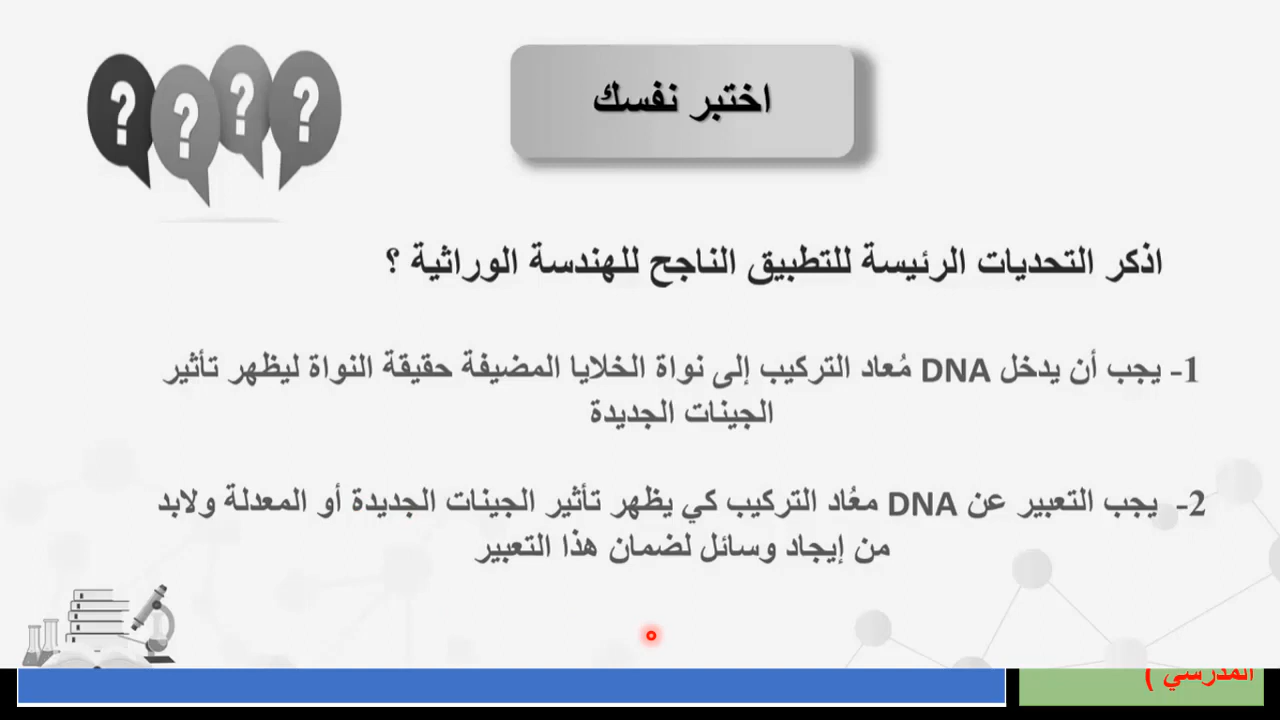 اختبر نفسك
اذكر التحديات الرئيسة للتطبيق الناجح للهندسة الوراثية ؟
1- يجب أن يدخل DNA مُعاد التركيب إلى نواة الخلايا المضيفة حقيقة النواة ليظهر تأثير
الجينات الجديدة
2- يجب التعبير عن DNA معُاد التركيب كي يظهر تأثير الجينات الجديدة أو المعدلة ولابد
من إيجاد وسائل لضمان هذا التعبير
المدرسي )